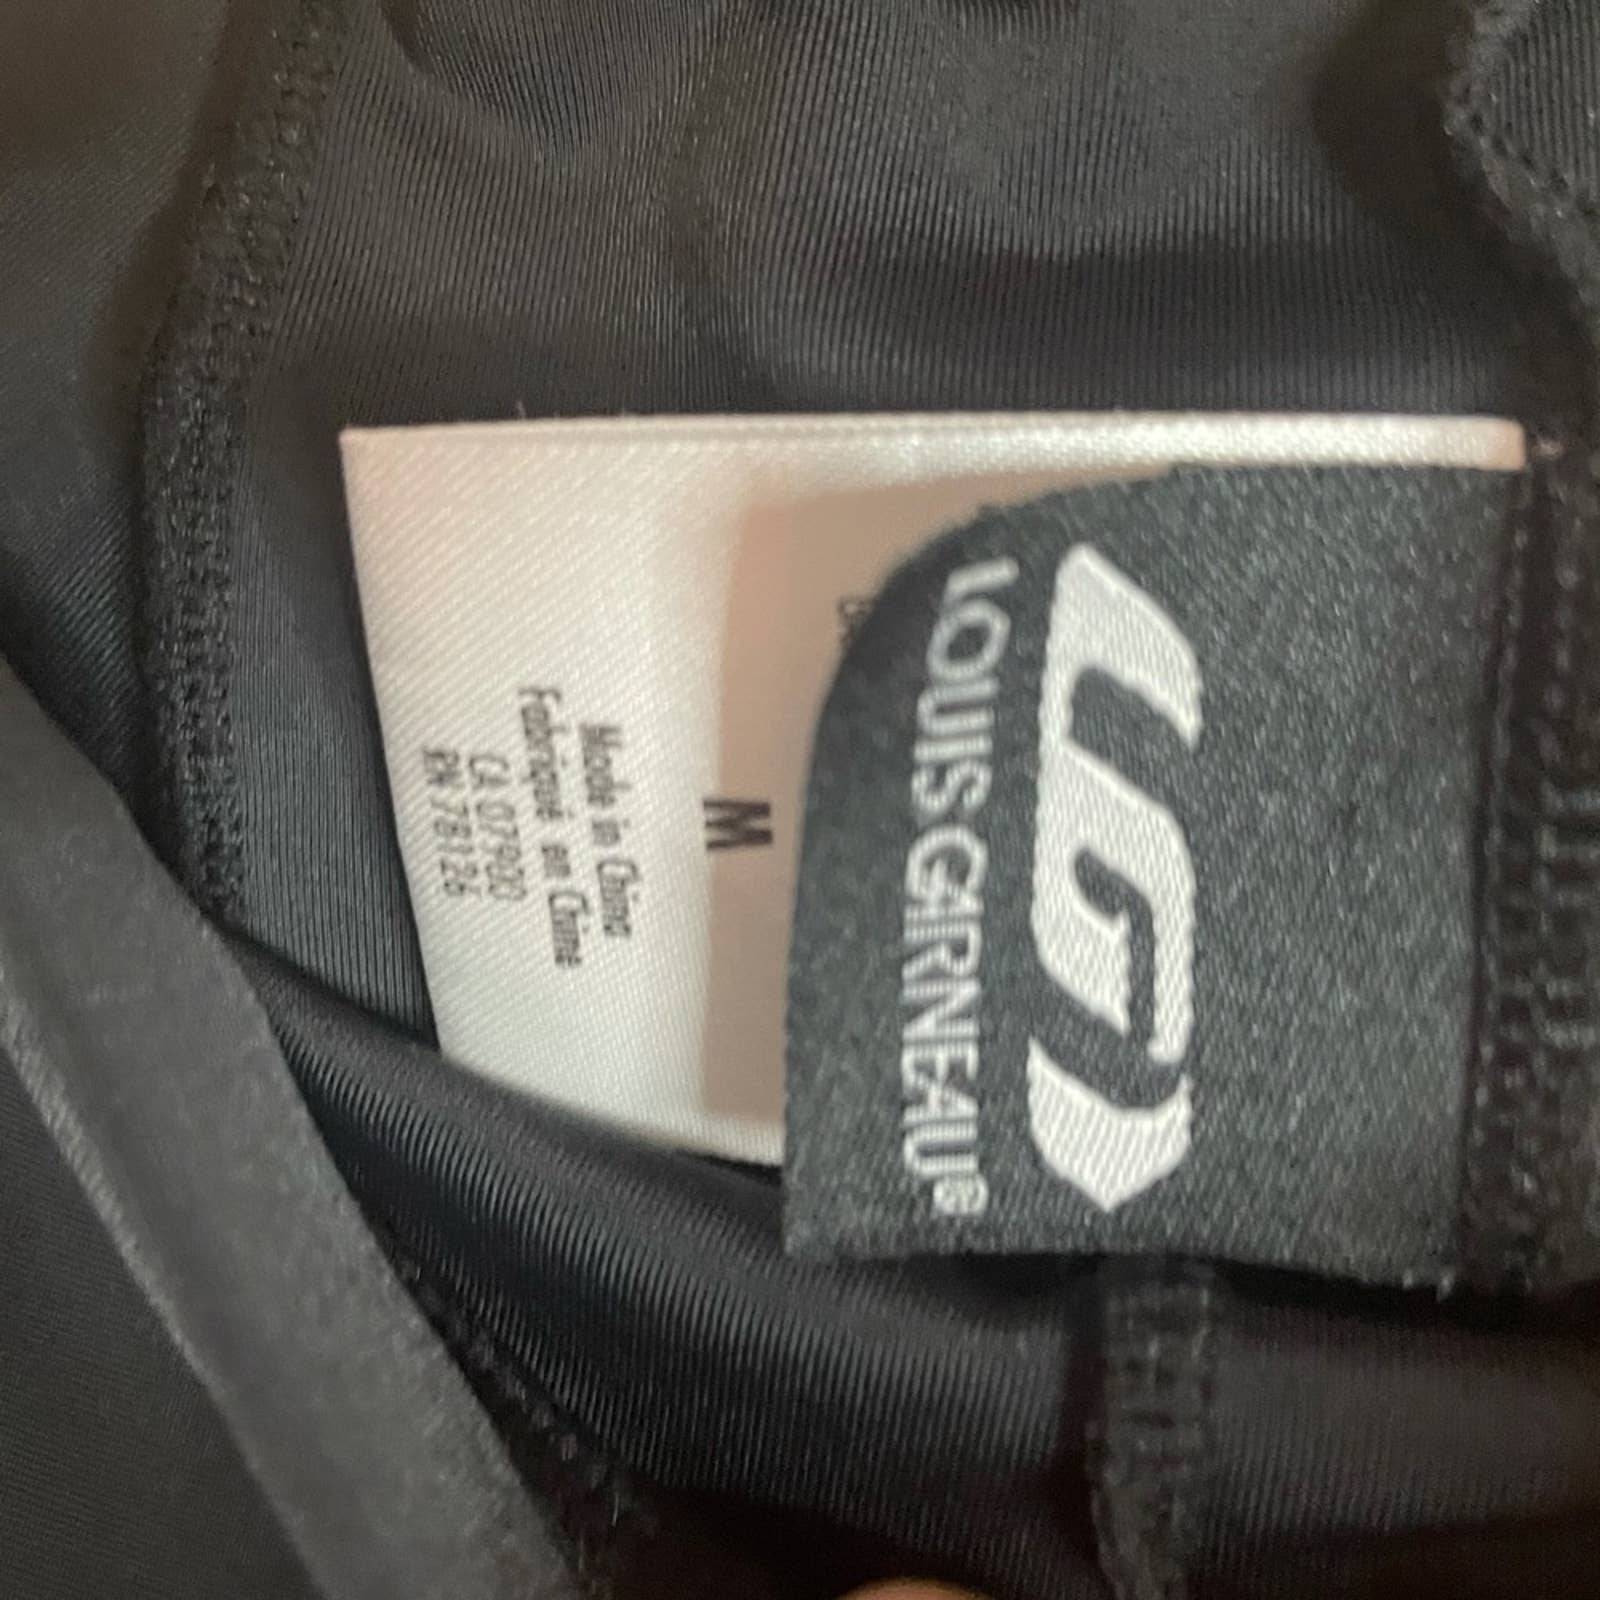 LG
LOUIS GARNEAU®
M
Made in China
Fabriqué en Chine
CA 07900
RN 78126